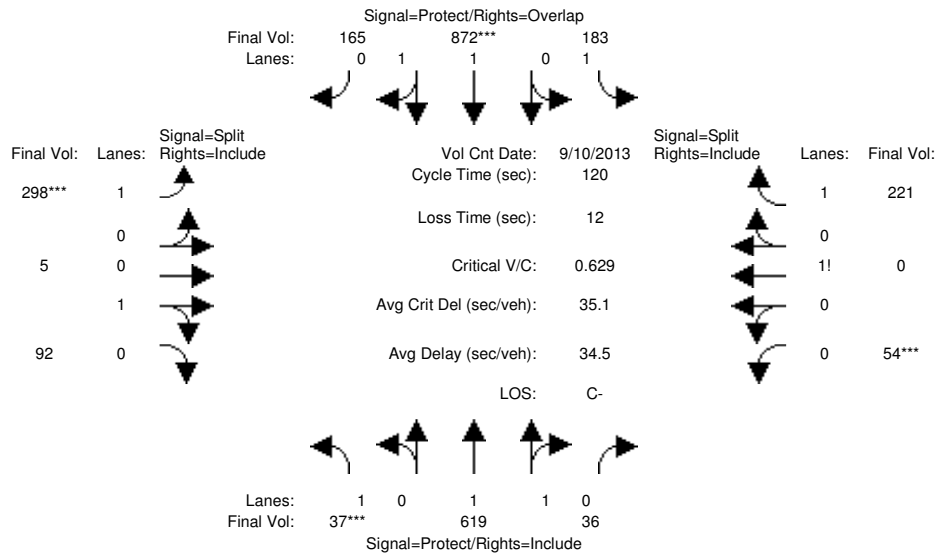 Signal=Protect/Rights=Overlap
Final Vol: 165 872*** 183
Lanes: 0 1 1 0 1
Signal=Split
Final Vol: Lanes: Rights=Include
Vol Cnt Date: 9/10/2013
Signal=Split
Rights=Include Lanes: Final Vol:
Cycle Time (sec): 120
298*** 1
1 221
Loss Time (sec): 12
0
0
5 0
Critical V/C: 0.629
1! 0
1
Avg Crit Del (sec/veh): 35.1
0
92 0
Avg Delay (sec/veh): 34.5
0 54***
LOS: C-
Lanes: 1 0 1 1 0
Final Vol: 37*** 619 36
Signal=Protect/Rights=Include